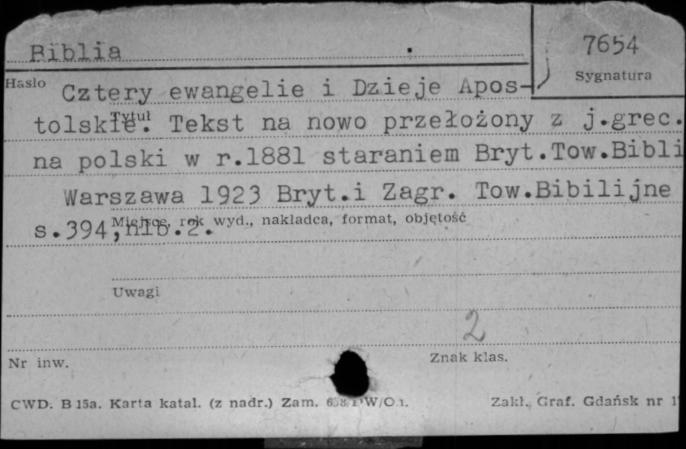 Biblia
7654
Hasło
Sygnatura
Cztery ewangelie i Dzieje Apos-
tolskie. Tekst na nowo przełożony z j.grec.
Tytuł
na polski w r.1881 staraniem Bryt.Tow.Bibli
Warszawa 1923 Bryt.i Zagr. Tow.Bibilijne
Miejsce, rok wyd., nakładca, format, objętość
s.394,nlb.2.
Uwagi
2
Nr inw.
Znak klas.
CWD. B 15a. Karta katal. (z nadr.) Zam. W/O.1.
Zakł. Graf. Gdańsk nr